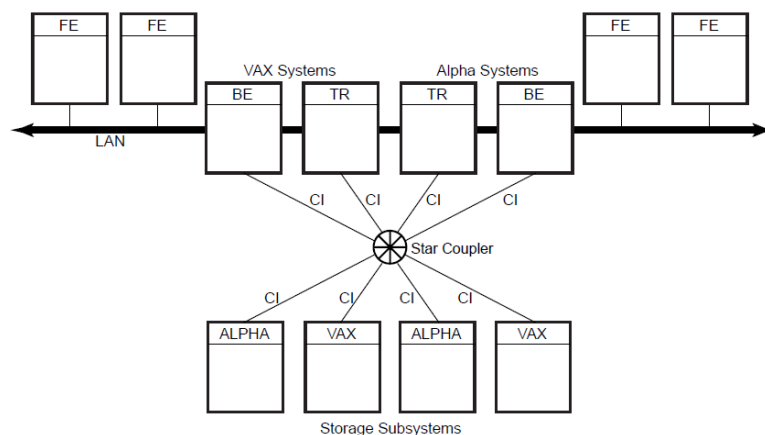 FE FE FE FE
VAX Systems Alpha Systems
BE TR TR BE
LAN
CI CI CI CI
Star Coupler
CI CI CI CI
ALPHA VAX ALPHA VAX
Storage Subsystems